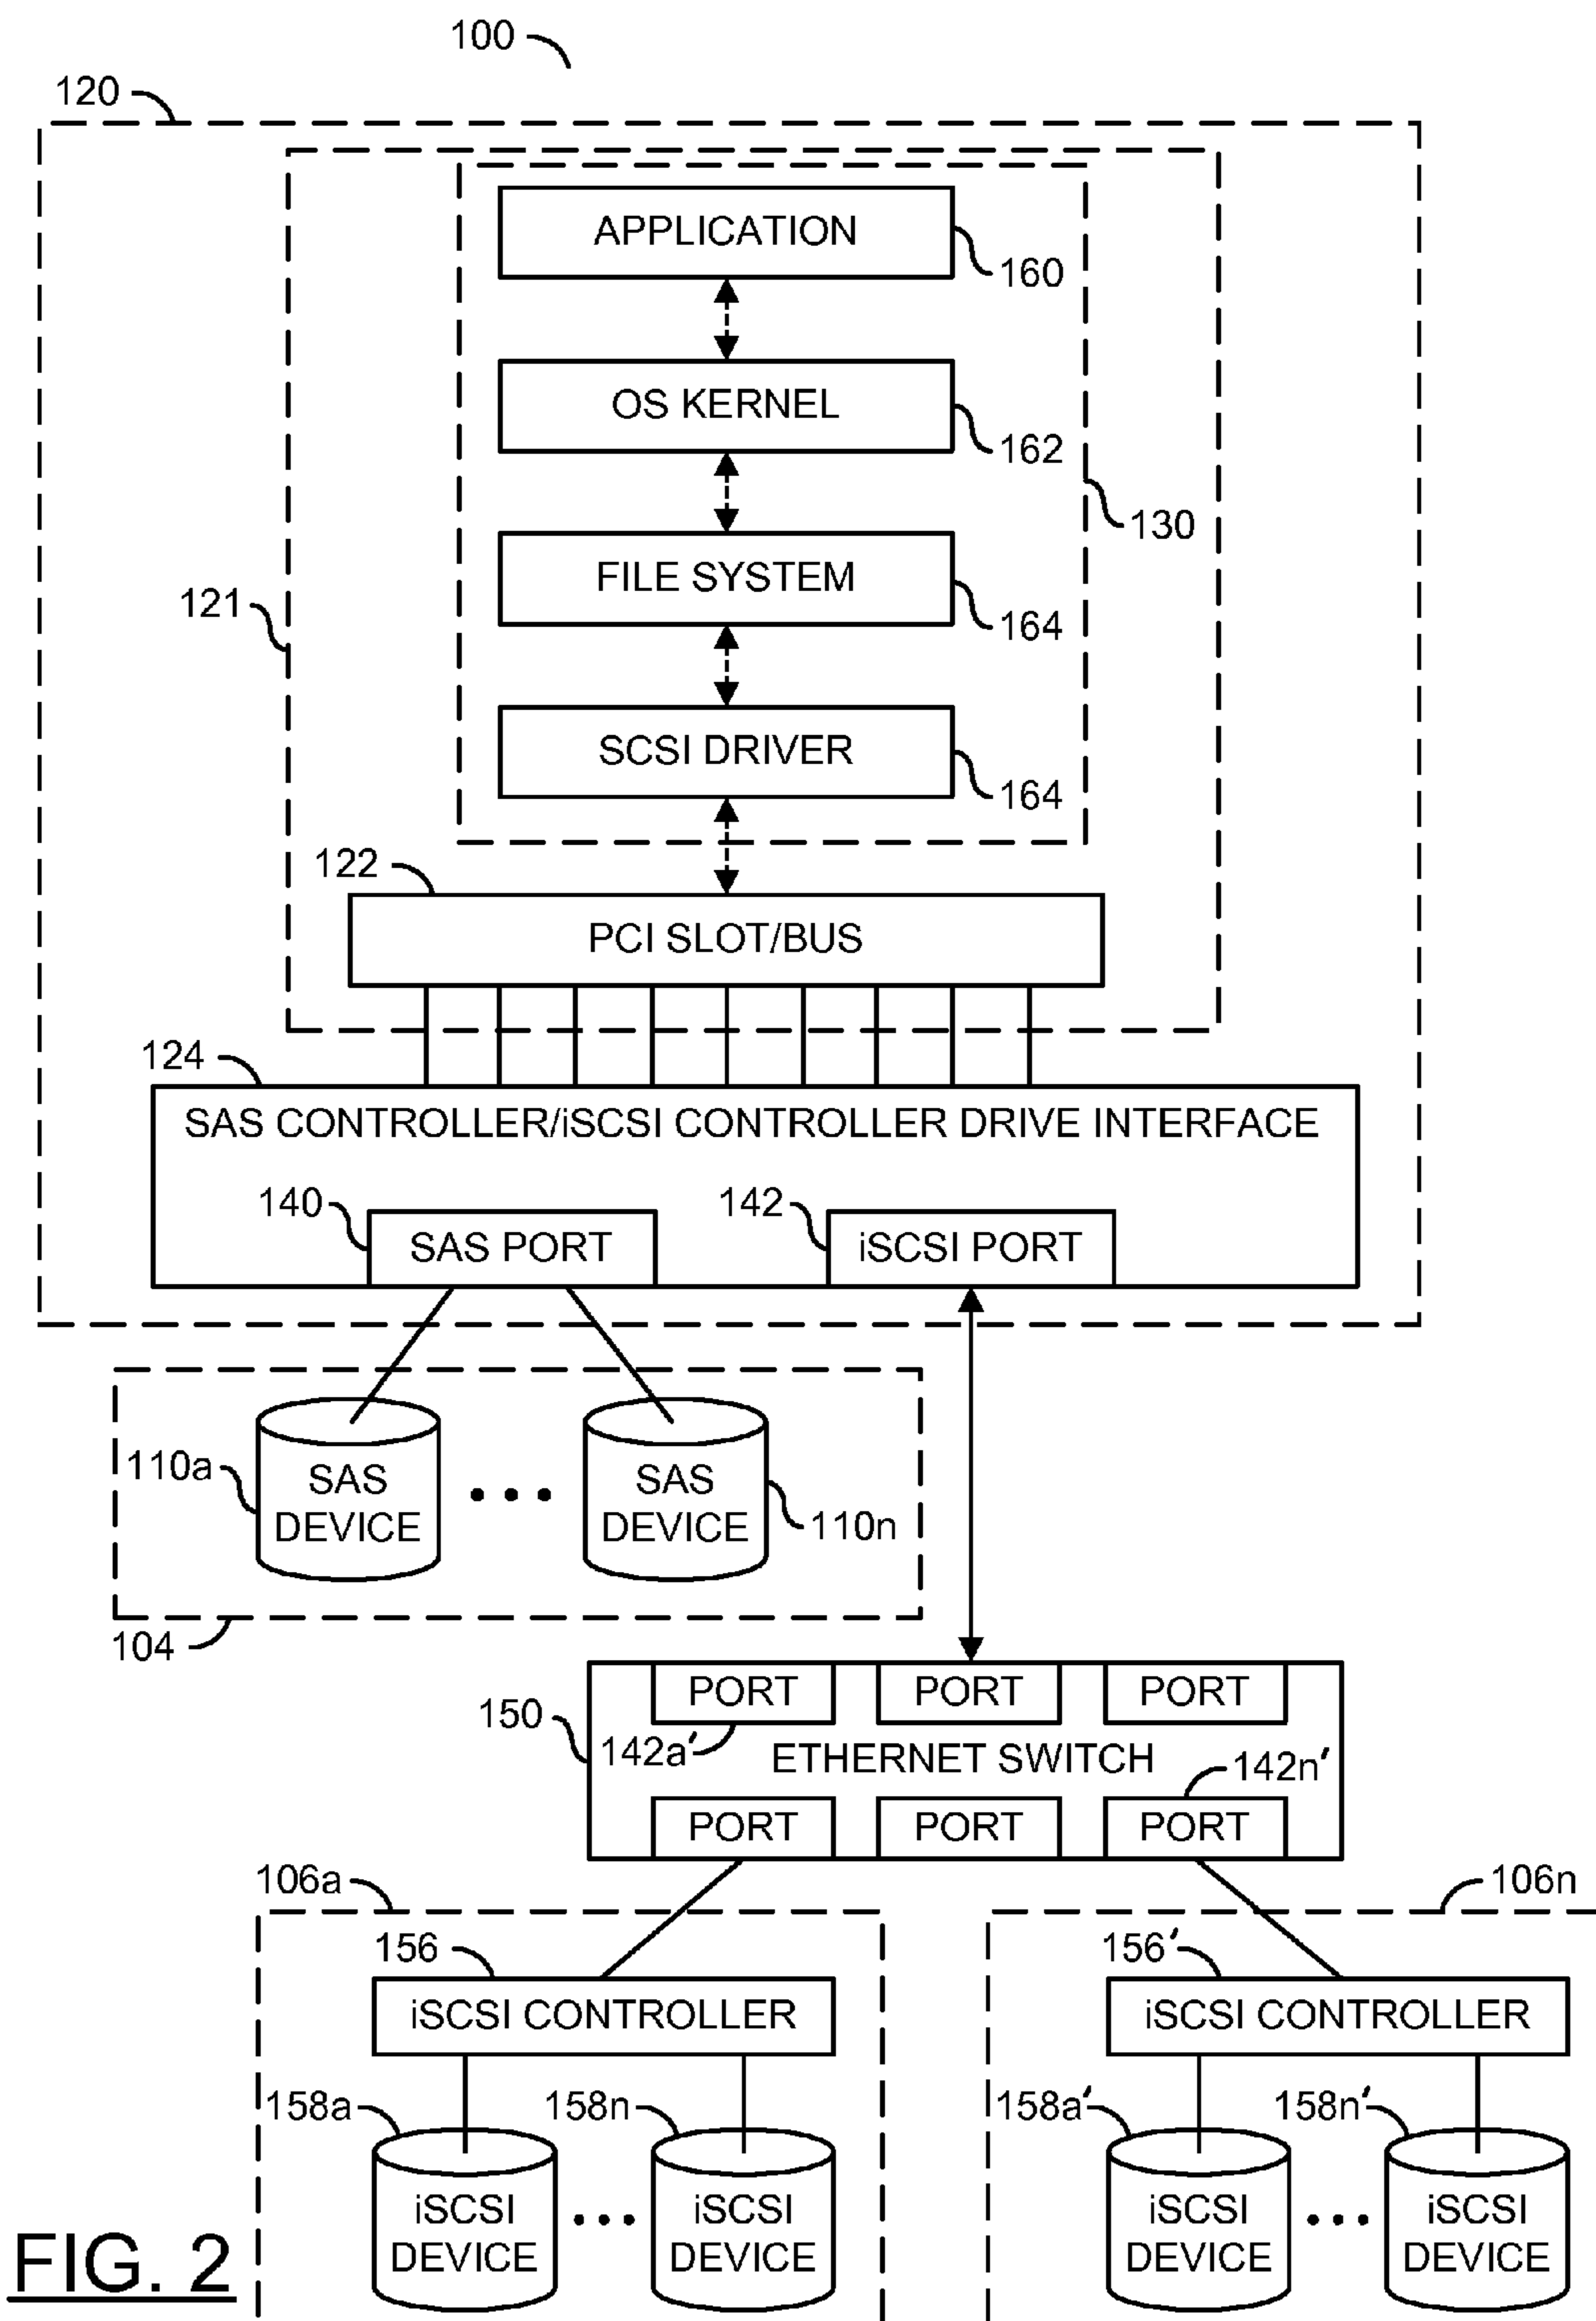 100
120
APPLICATION
160
OS KERNEL
162
130
FILE SYSTEM
164
121
SCSI DRIVER
164
122
PCI SLOT/BUS
124
SAS CONTROLLER/iSCSI CONTROLLER DRIVE INTERFACE
140
142
SAS PORT
iSCSI PORT
110a
SAS
DEVICE
SAS
DEVICE
110n
104
PORT
PORT
PORT
150
142a'
ETHERNET SWITCH
142n'
PORT
PORT
PORT
106a
106n
156
156'
iSCSI CONTROLLER
iSCSI CONTROLLER
158a
158n
158a'
158n'
iSCSI
DEVICE
iSCSI
DEVICE
iSCSI
DEVICE
iSCSI
DEVICE
FIG. 2